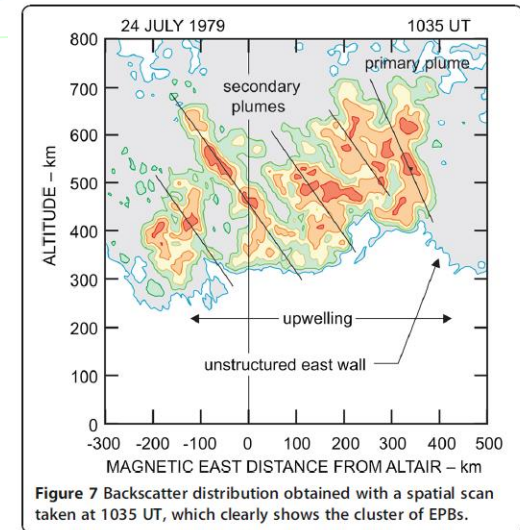 24 JULY 1979 1035 UT
800
700
600
500
400
300
200
100
0
ALTITUDE – km
primary plume
secondary
plumes
upwelling
unstructured east wall
-300 -200 -100 0 100 200 300 400 500
MAGNETIC EAST DISTANCE FROM ALTAIR – km
Figure 7 Backscatter distribution obtained with a spatial scan
taken at 1035 UT, which clearly shows the cluster of EPBs.